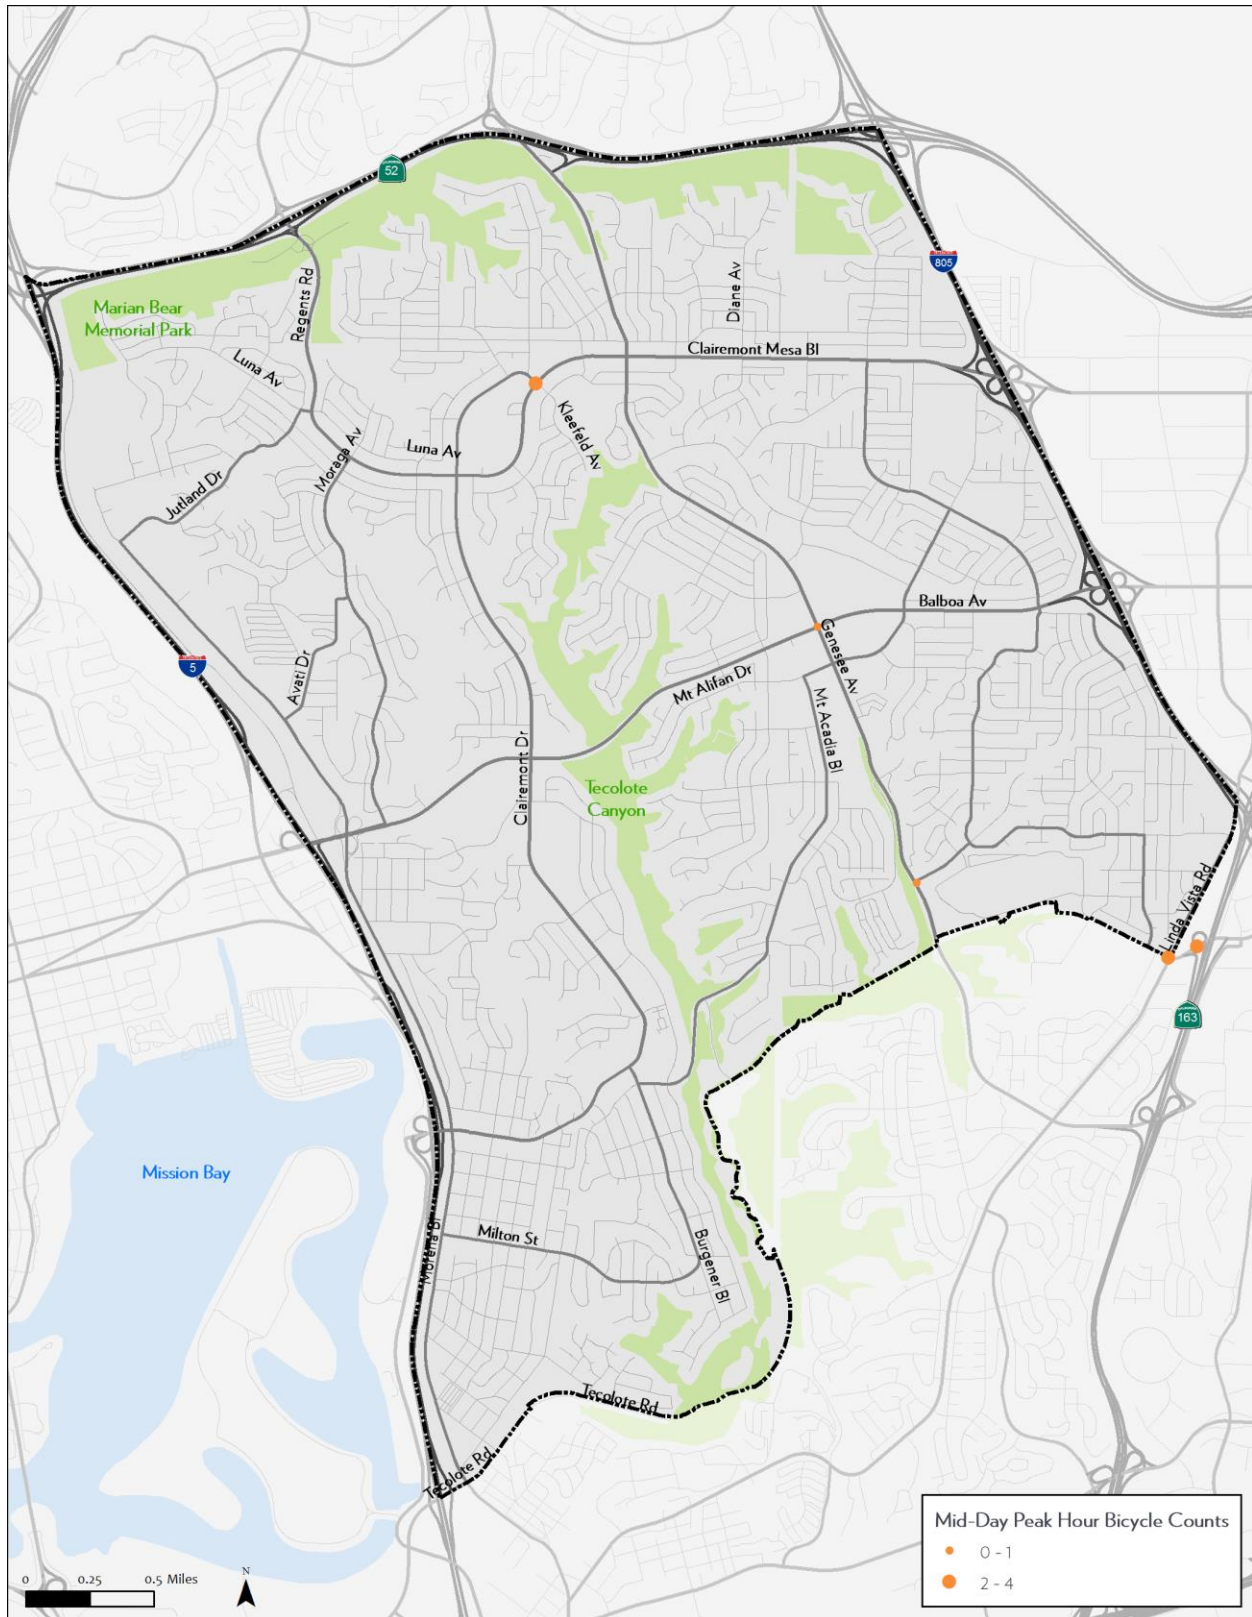 52
805
Marian Bear
Memorial Park
Regents Rd
Diane Av
Luna Av
Clairemont Mesa Bl
Kleefeld Av
Luna Av
Moraga Av
Jutland Dr
Balboa Av
Genesee Av
5
Avati Dr
Mt Alifan Dr
Mt Acadia Bl
Clairemont Dr
Tecolote
Canyon
Linda Vista Rd
163
Mission Bay
Morena Bl
Milton St
Burgener Bl
Tecolote Rd
Tecolote Rd
Mid-Day Peak Hour Bicycle Counts
0 - 1
2 - 4
0 0.25 0.5 Miles
N